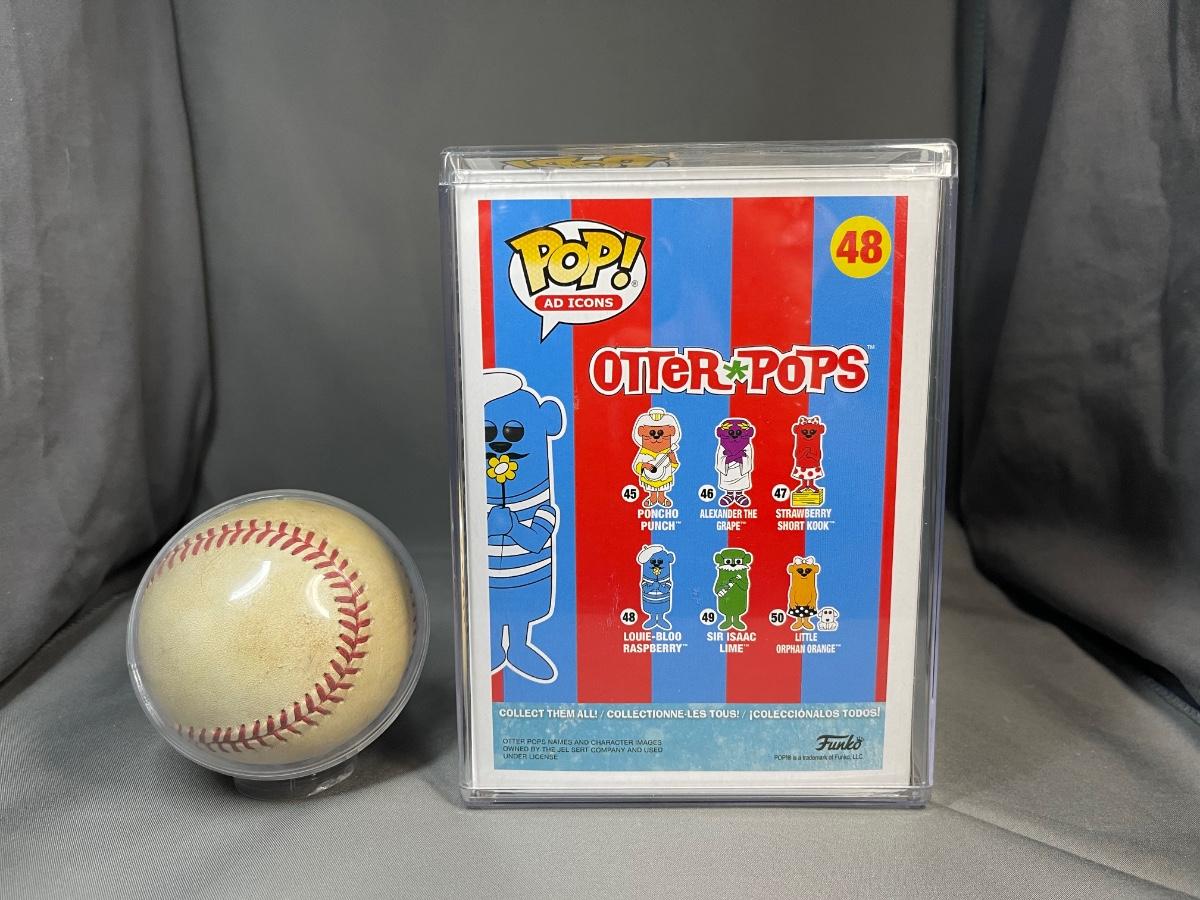 POP!®
AD ICONS
48
OTTER*POPS™
45
PONCHO
PUNCH™
46
ALEXANDER THE
GRAPE™
47
STRAWBERRY
SHORT KOOK™
48
LOUIE-BLOO
RASPBERRY™
49
SIR ISAAC
LIME™
50
LITTLE
ORPHAN ORANGE™
COLLECT THEM ALL! / COLLECTIONNE-LES TOUS! / ¡COLECCIÓNALOS TODOS!
OTTER POPS NAMES AND CHARACTER IMAGES
OWNED BY THE JEL SERT COMPANY AND USED
UNDER LICENSE
Funko
POP!® is a trademark of Funko, LLC.